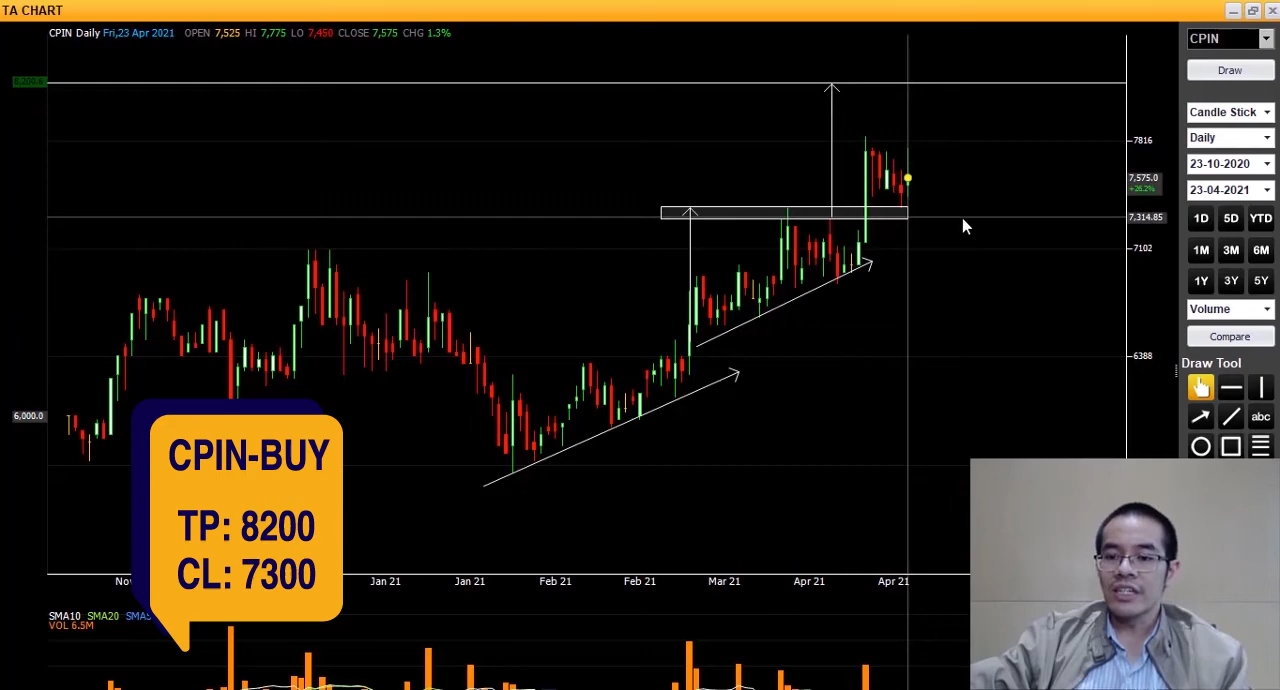 TA CHART
CPIN Daily Fri,23 Apr 2021 OPEN 7,525 HI 7,775 LO 7,450 CLOSE 7,575 CHG 1.3%
CPIN
Draw
Candle Stick
Daily
23-10-2020
23-04-2021
1D 5D YTD
1M 3M 6M
1Y 3Y 5Y
Volume
Compare
Draw Tool
abc
7816
7,575.0
+26.2%
7,314.85
7102
6388
6,000.0
CPIN-BUY
TP: 8200
CL: 7300
Nov
Jan 21
Jan 21
Feb 21
Feb 21
Mar 21
Apr 21
Apr 21
SMA10 SMA20
VOL 6.5M